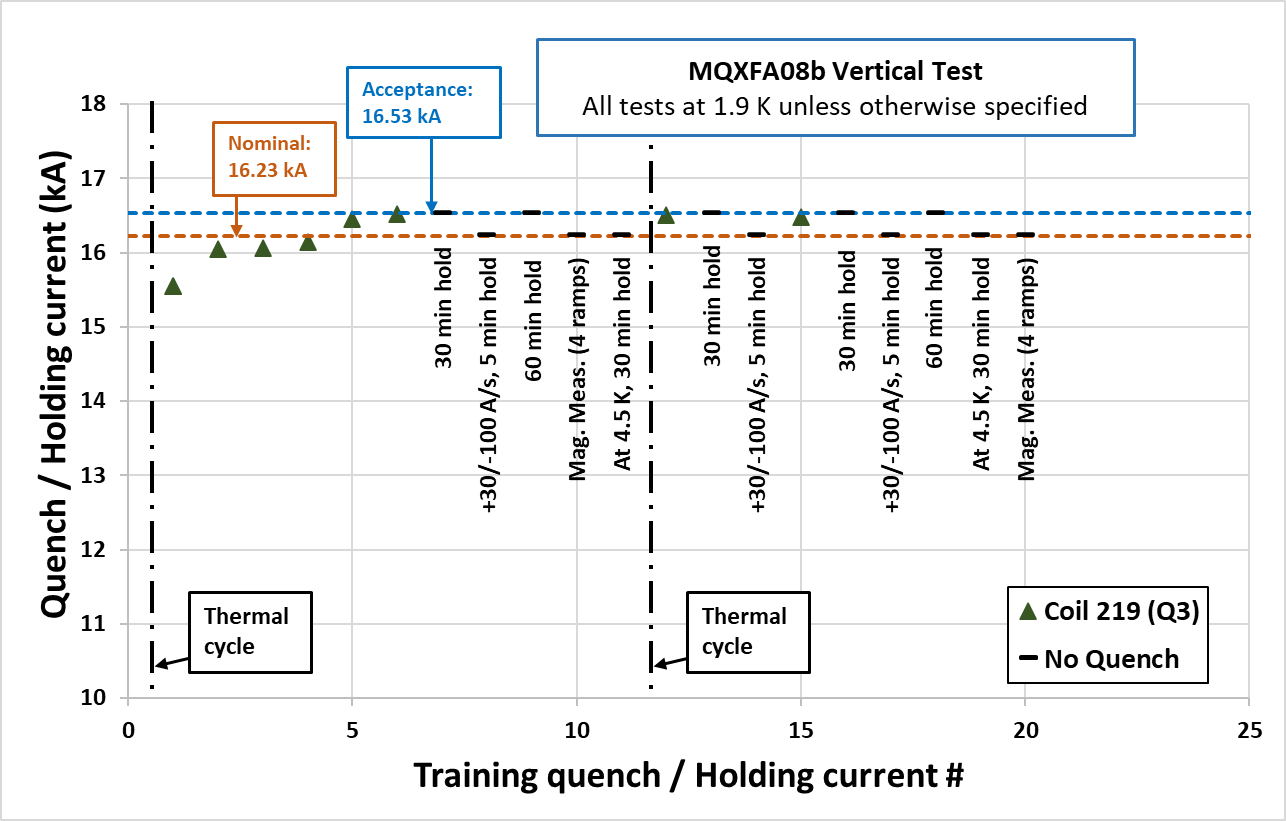 MQXFA08b Vertical Test
All tests at 1.9 K unless otherwise specified
Acceptance:
16.53 kA
Nominal:
16.23 kA
Quench / Holding current (kA)
18
17
16
15
14
13
12
11
10
30 min hold
+30/-100 A/s, 5 min hold
60 min hold
Mag. Meas. (4 ramps)
At 4.5 K, 30 min hold
30 min hold
+30/-100 A/s, 5 min hold
30 min hold
+30/-100 A/s, 5 min hold
60 min hold
At 4.5 K, 30 min hold
Mag. Meas. (4 ramps)
Thermal
cycle
Thermal
cycle
Coil 219 (Q3)
No Quench
0
5
10
15
20
25
Training quench / Holding current #